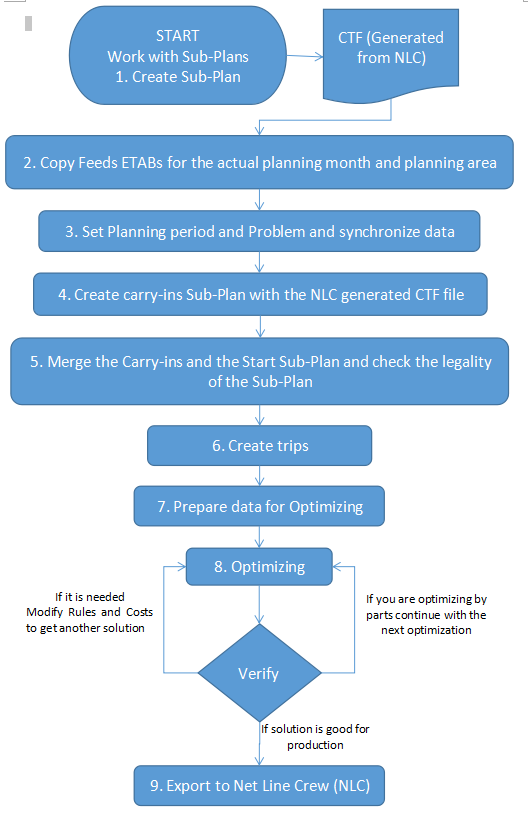 START
Work with Sub-Plans
1. Create Sub-Plan
CTF (Generated
from NLC)
2. Copy Feeds ETABs for the actual planning month and planning area
3. Set Planning period and Problem and synchronize data
4. Create carry-ins Sub-Plan with the NLC generated CTF file
5. Merge the Carry-ins and the Start Sub-Plan and check the legality
of the Sub-Plan
6. Create trips
7. Prepare data for Optimizing
8. Optimizing
If it is needed
Modify Rules and Costs
to get another solution
If you are optimizing by
parts continue with the
next optimization
Verify
If solution is good for
production
9. Export to Net Line Crew (NLC)